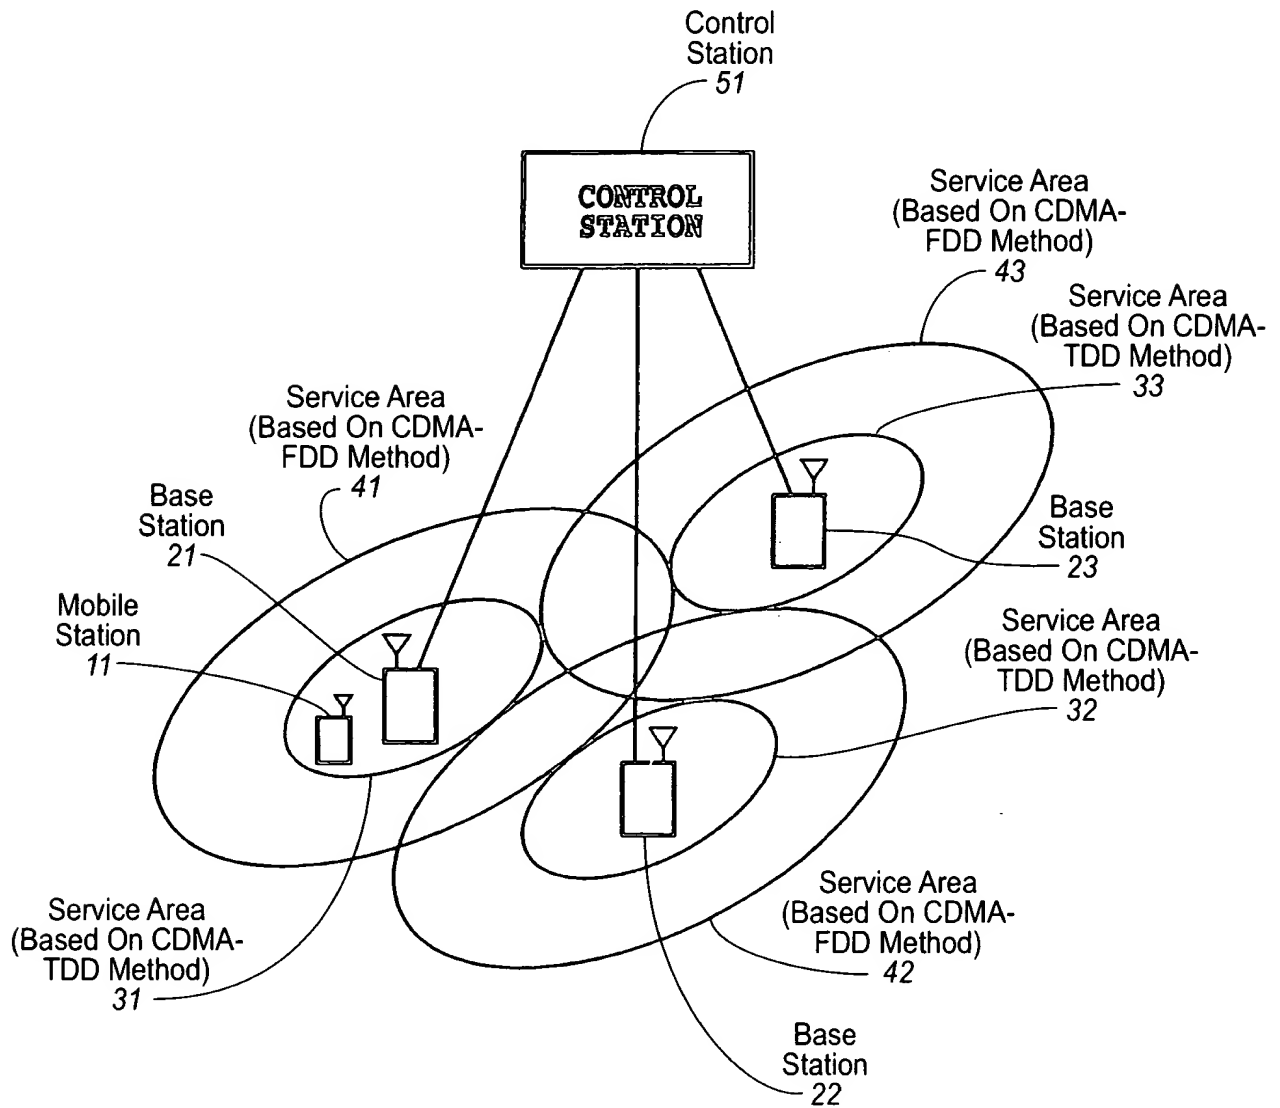 Control
Station
51
CONTROL
STATION
Service Area
(Based On CDMA-
FDD Method)
43
Service Area
(Based On CDMA-
TDD Method)
33
Service Area
(Based On CDMA-
FDD Method)
41
Base
Station
21
Base
Station
23
Mobile
Station
11
Service Area
(Based On CDMA-
TDD Method)
32
Service Area
(Based On CDMA-
FDD Method)
42
Service Area
(Based On CDMA-
TDD Method)
31
Base
Station
22